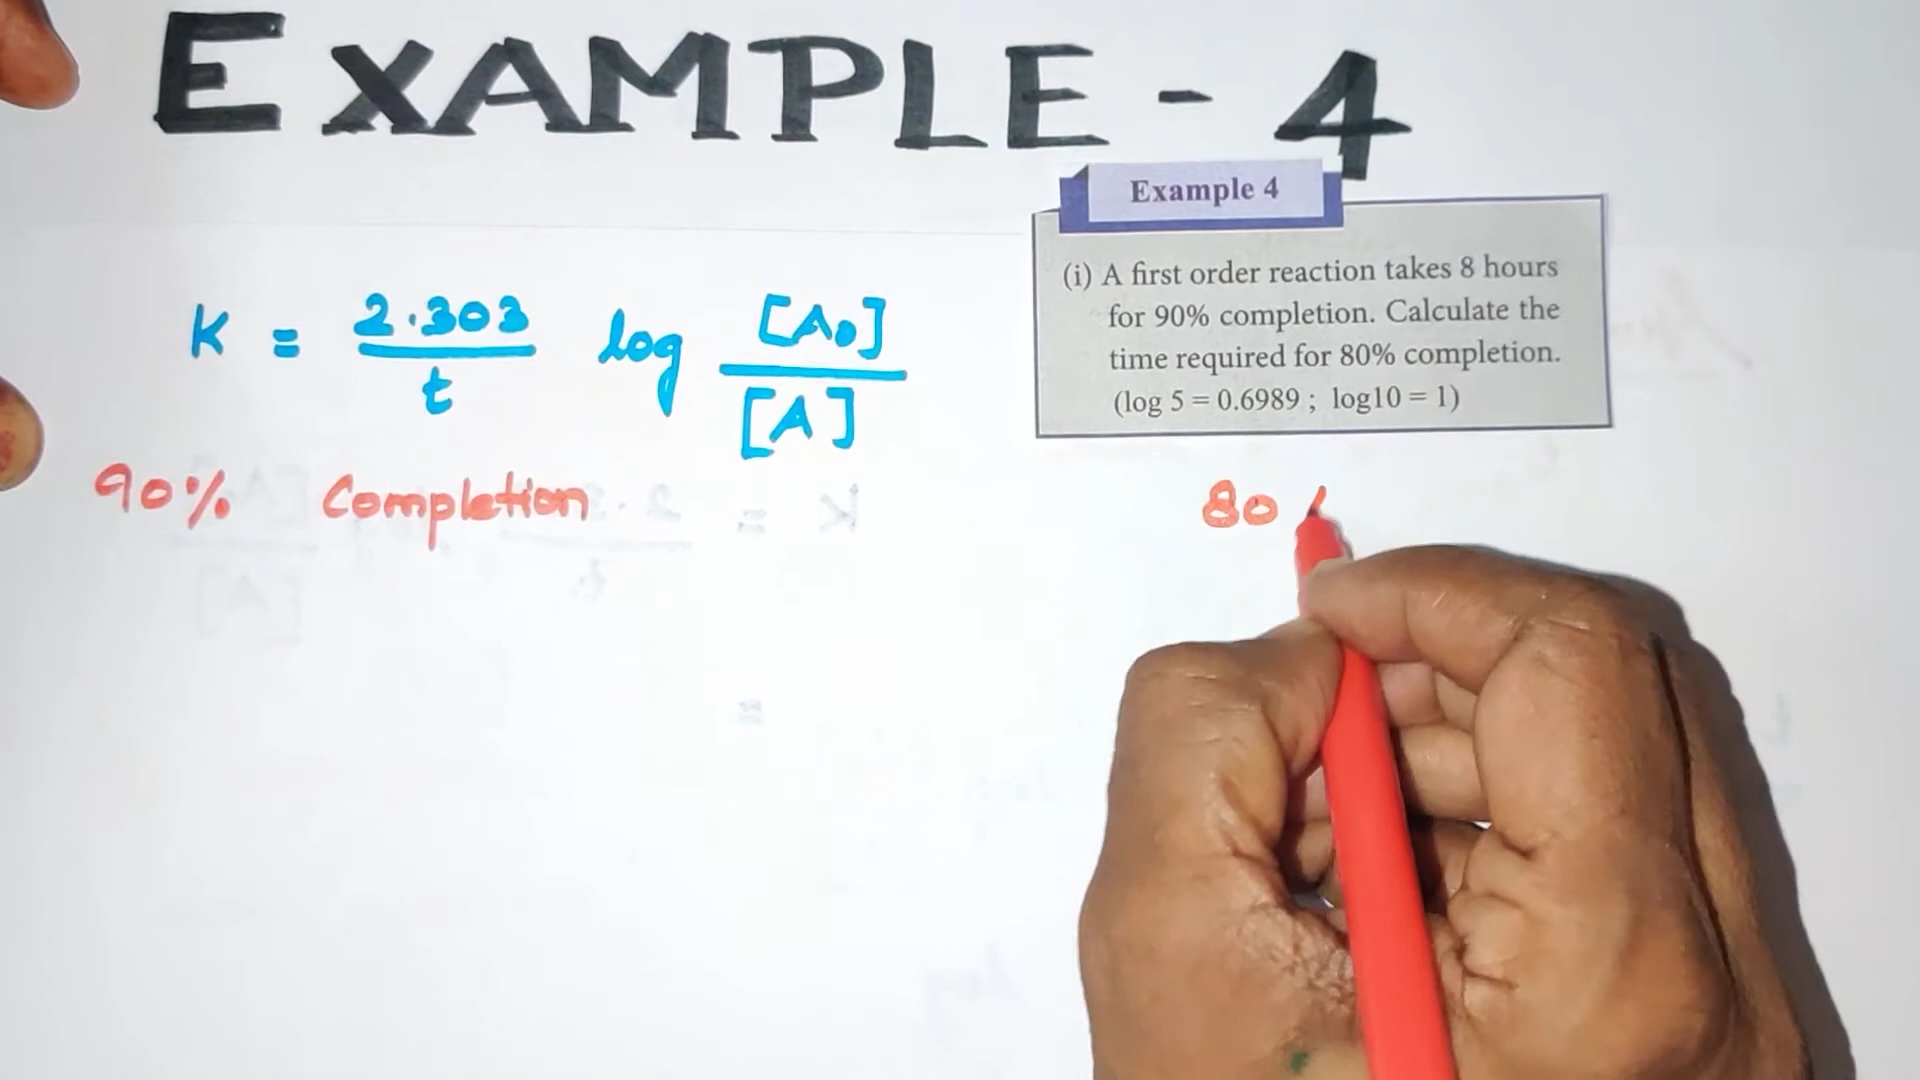 EXAMPLE - 4
Example 4
(i) A first order reaction takes 8 hours
for 90% completion. Calculate the
time required for 80% completion.
(log 5 = 0.6989 ; log10 = 1)
K = 2.303 / t log [A₀] / [A]
90% Completion
80